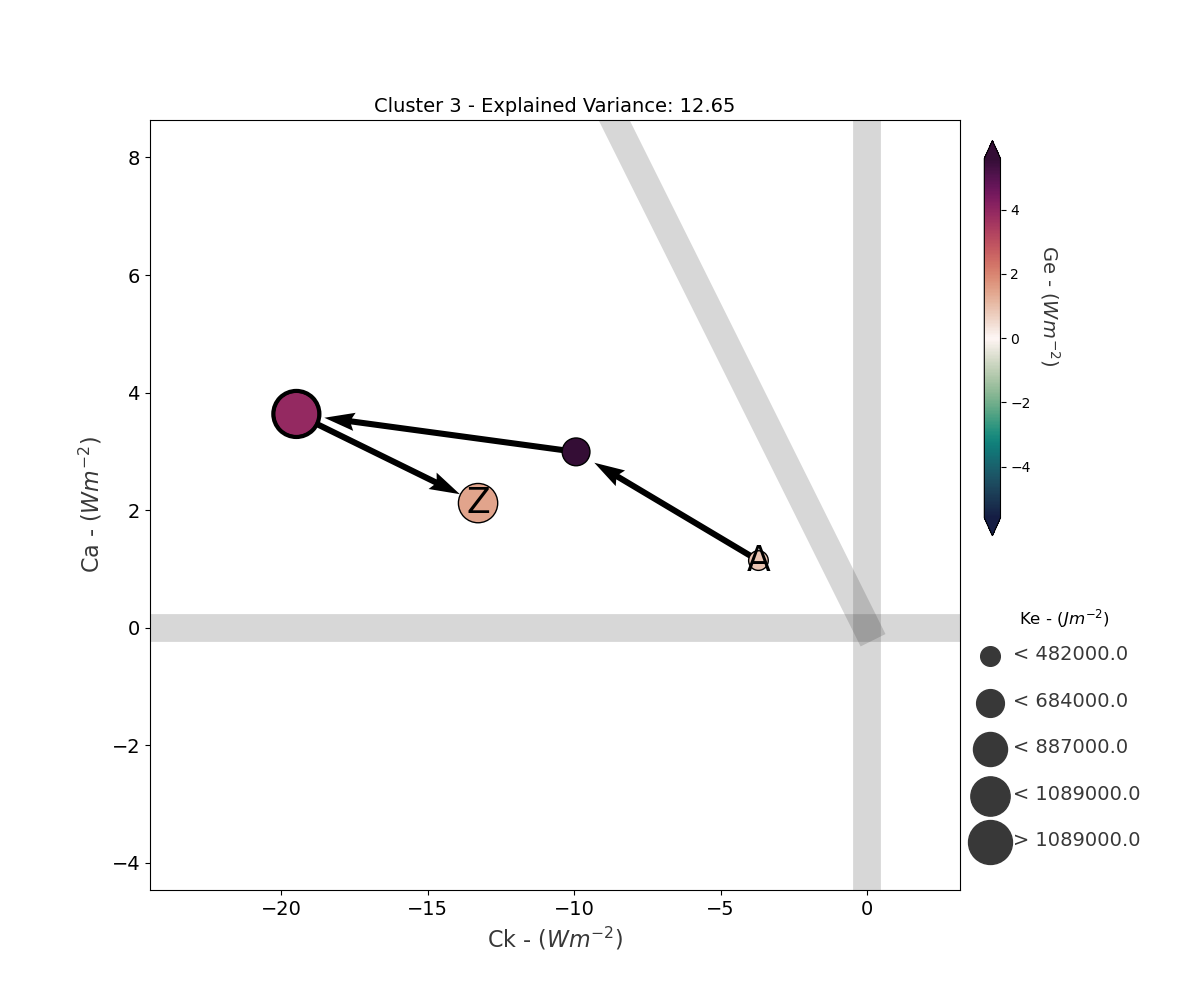 Cluster 3 - Explained Variance: 12.65
8
6
4
2
0
−2
−4
Ca - (Wm⁻²)
Z
A
−20 −15 −10 −5 0
Ck - (Wm⁻²)
4
2
0
−2
−4
Ge - (Wm⁻²)
Ke - (Jm⁻²)
< 482000.0
< 684000.0
< 887000.0
< 1089000.0
> 1089000.0